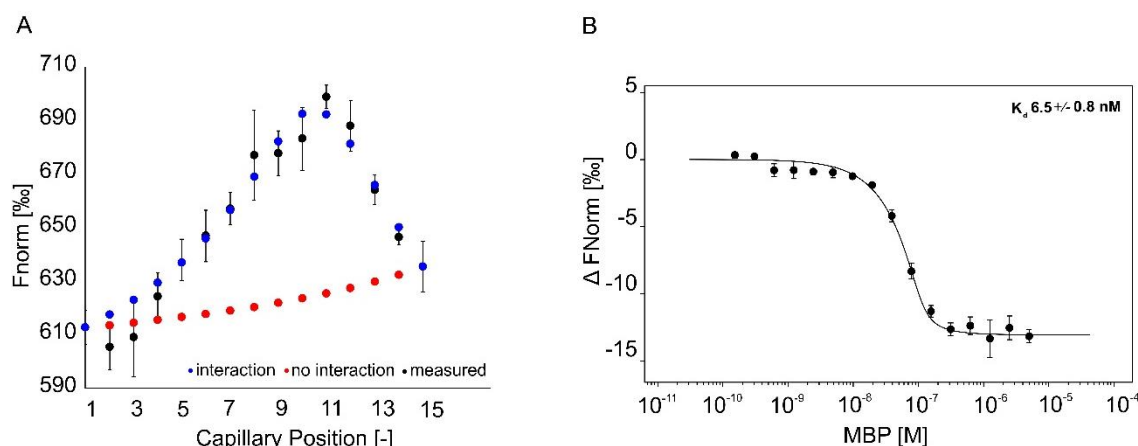 A
710
690
670
650
630
610
590
Fnorm [‰]
interaction no interaction measured
1 3 5 7 9 11 13 15
Capillary Position [-]
B
5
0
-5
-10
-15
Δ FNorm [‰]
K_d 6.5 +/- 0.8 nM
10^-11 10^-10 10^-9 10^-8 10^-7 10^-6 10^-5 10^-4
MBP [M]